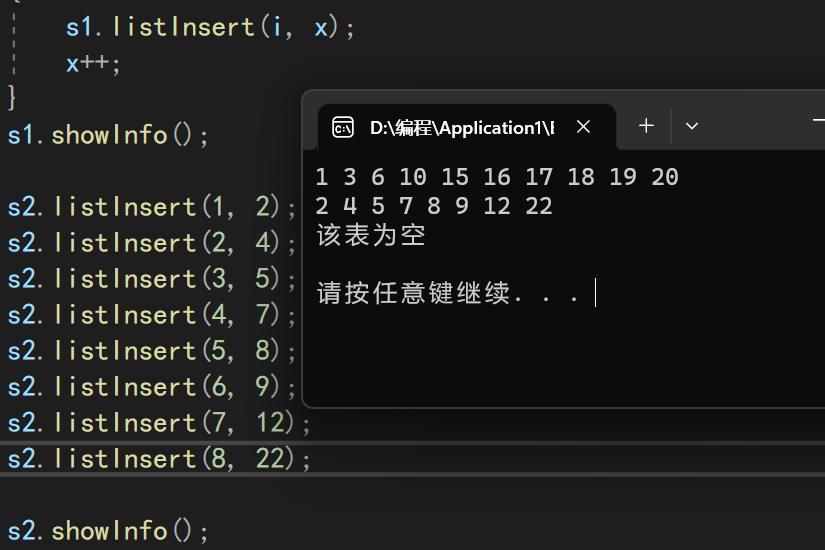 s1.listInsert(i, x);
x++;
}
s1.showInfo();
s2.listInsert(1, 2);
s2.listInsert(2, 4);
s2.listInsert(3, 5);
s2.listInsert(4, 7);
s2.listInsert(5, 8);
s2.listInsert(6, 9);
s2.listInsert(7, 12);
s2.listInsert(8, 22);
s2.showInfo();
D:\编程\Application1\
1 3 6 10 15 16 17 18 19 20
2 4 5 7 8 9 12 22
该表为空
请按任意键继续. . .